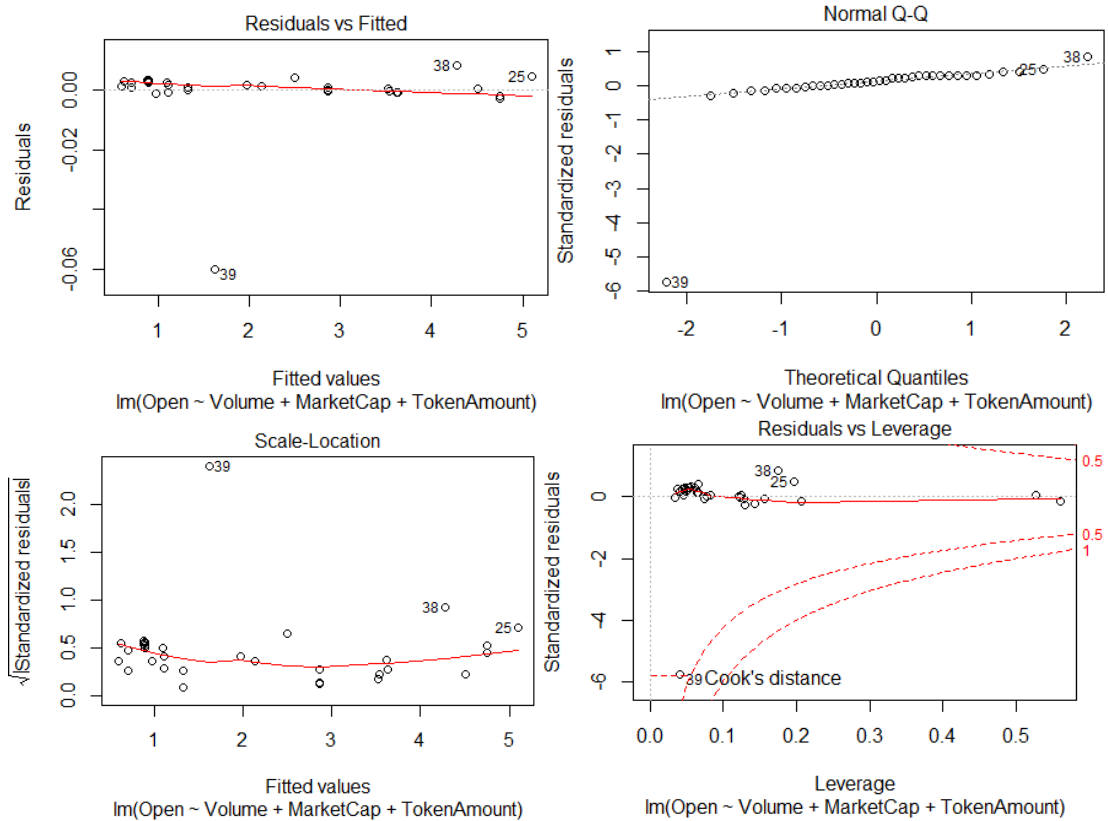 Residuals vs Fitted
Residuals
0.00
-0.02
-0.06
38
25
39
1 2 3 4 5
Fitted values
lm(Open ~ Volume + MarketCap + TokenAmount)
Normal Q-Q
Standardized residuals
1
0
-1
-2
-3
-4
-5
-6
25
38
39
-2 -1 0 1 2
Theoretical Quantiles
lm(Open ~ Volume + MarketCap + TokenAmount)
Scale-Location
√|Standardized residuals|
2.0
1.5
1.0
0.5
0.0
39
38
25
1 2 3 4 5
Fitted values
lm(Open ~ Volume + MarketCap + TokenAmount)
Residuals vs Leverage
Standardized residuals
0
-2
-4
-6
38
25
39
Cook's distance
0.5
0.5
1
0.0 0.1 0.2 0.3 0.4 0.5
Leverage
lm(Open ~ Volume + MarketCap + TokenAmount)